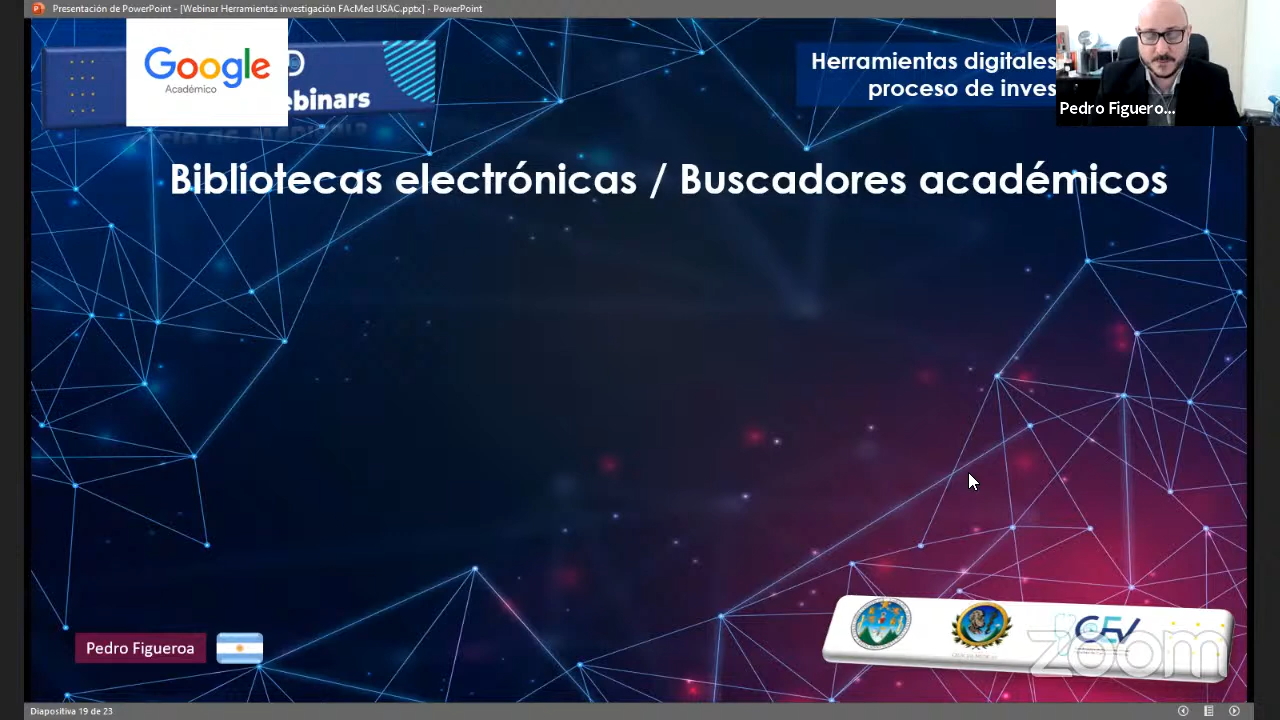 Presentación de PowerPoint - [Webinar Herramientas investigación FAcMed USAC.pptx] - PowerPoint
Google
Académico
ebinars
Herramientas digitales
proceso de inves
Pedro Figuero...
Bibliotecas electrónicas / Buscadores académicos
Pedro Figueroa
CEV
zoom
Diapositiva 19 de 23